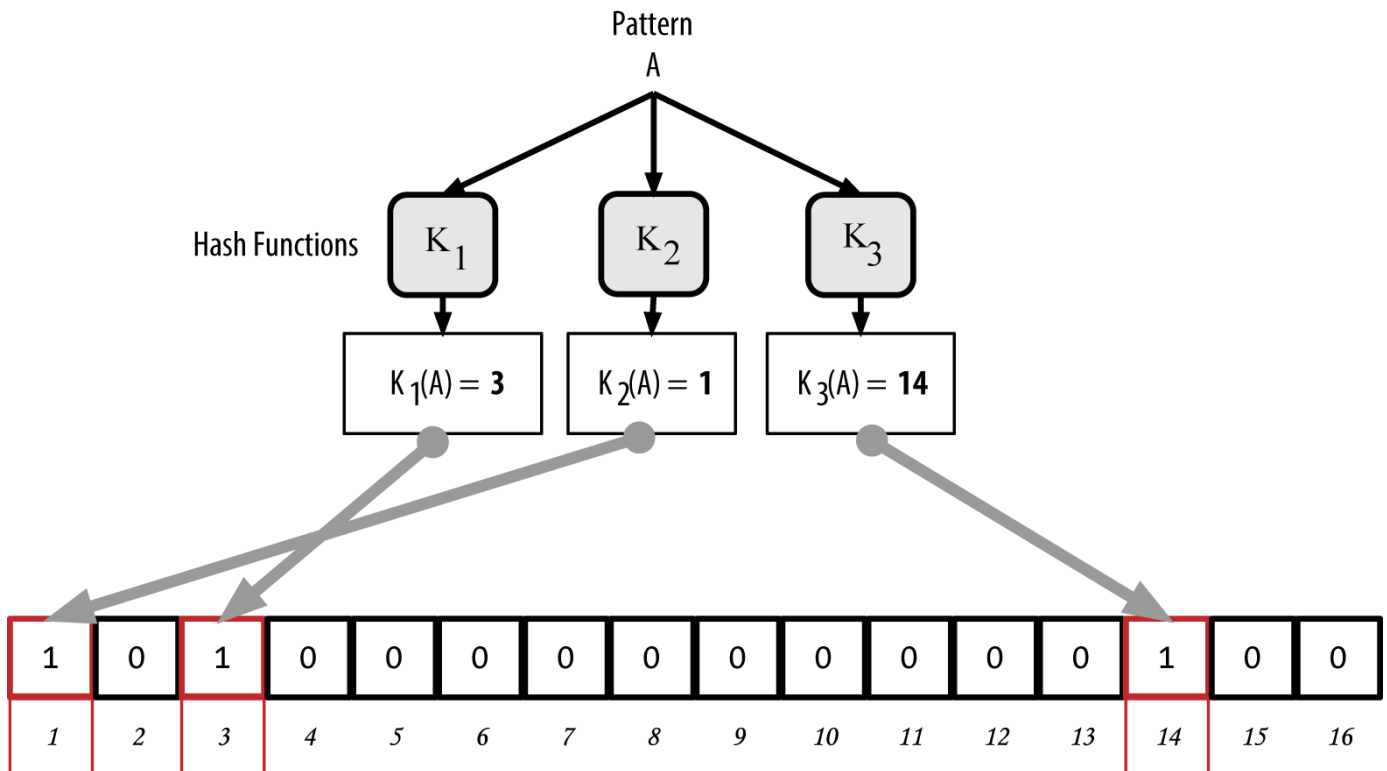 Pattern
A
Hash Functions
K1 K2 K3
K1(A) = 3 K2(A) = 1 K3(A) = 14
1 0 1 0 0 0 0 0 0 0 0 0 0 1 0 0
1 2 3 4 5 6 7 8 9 10 11 12 13 14 15 16